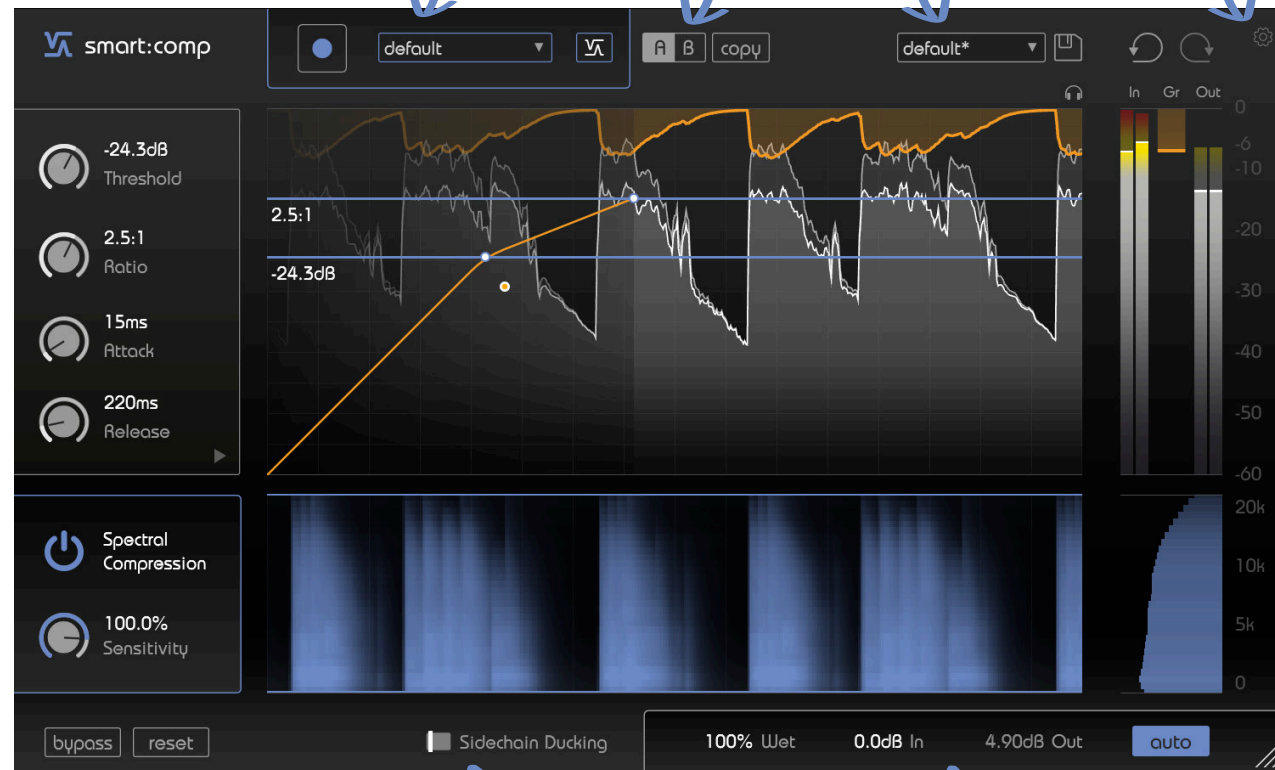 smart:comp
default
A B copy
default*
In Gr Out
-24.3dB
Threshold
2.5:1
Ratio
15ms
Attack
220ms
Release
2.5:1
-24.3dB
0
-6
-10
-20
-30
-40
-50
-60
Spectral
Compression
100.0%
Sensitivity
20k
10k
5k
0
bypass reset
Sidechain Ducking
100% Wet 0.0dB In 4.90dB Out auto